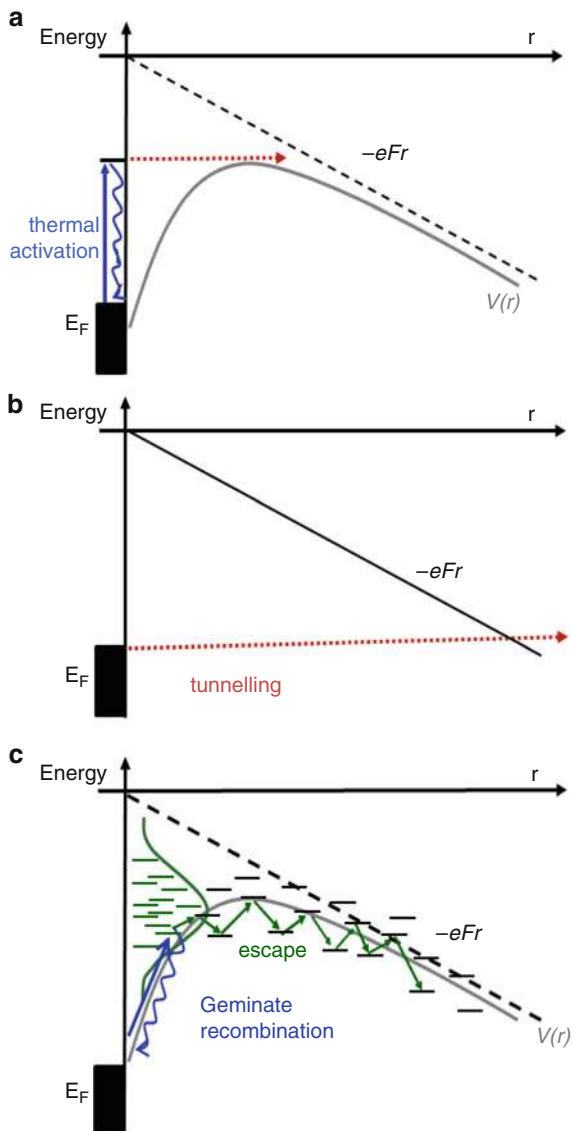 a
Energy
r
–eFr
thermal
activation
V(r)
E_F
b
Energy
r
–eFr
E_F
tunnelling
c
Energy
r
–eFr
escape
Geminate
recombination
V(r)
E_F